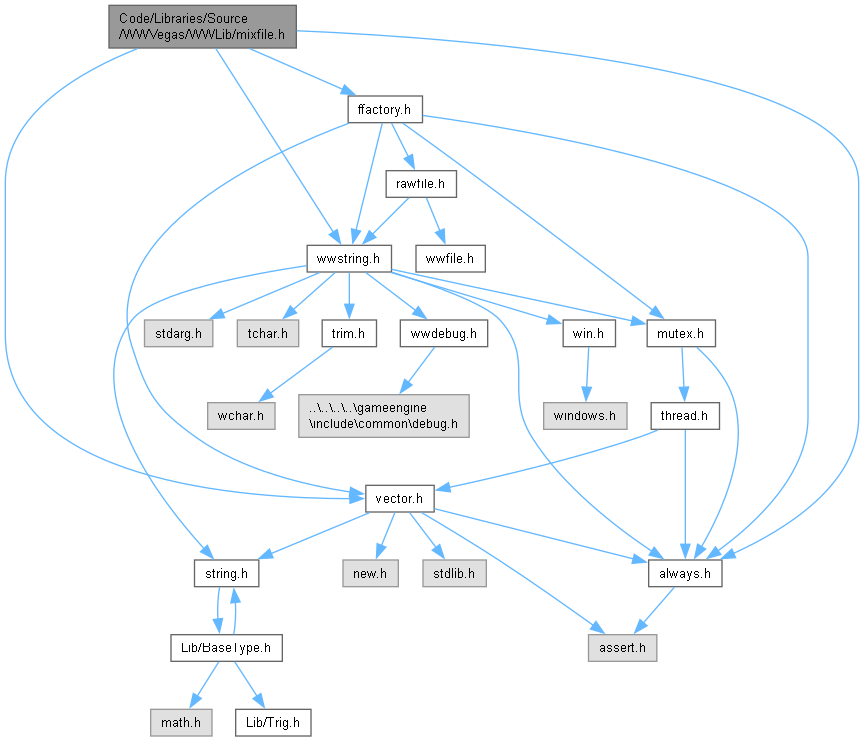 Code/Libraries/Source
/WWVegas/WWLib/mixfile.h
ffactory.h
rawfile.h
wwstring.h
wwfile.h
stdarg.h
tchar.h
trim.h
wwdebug.h
win.h
mutex.h
wchar.h
..\..\..\..\gameengine
\include\common\debug.h
windows.h
thread.h
vector.h
string.h
new.h
stdlib.h
always.h
Lib/BaseType.h
assert.h
math.h
Lib/Trig.h